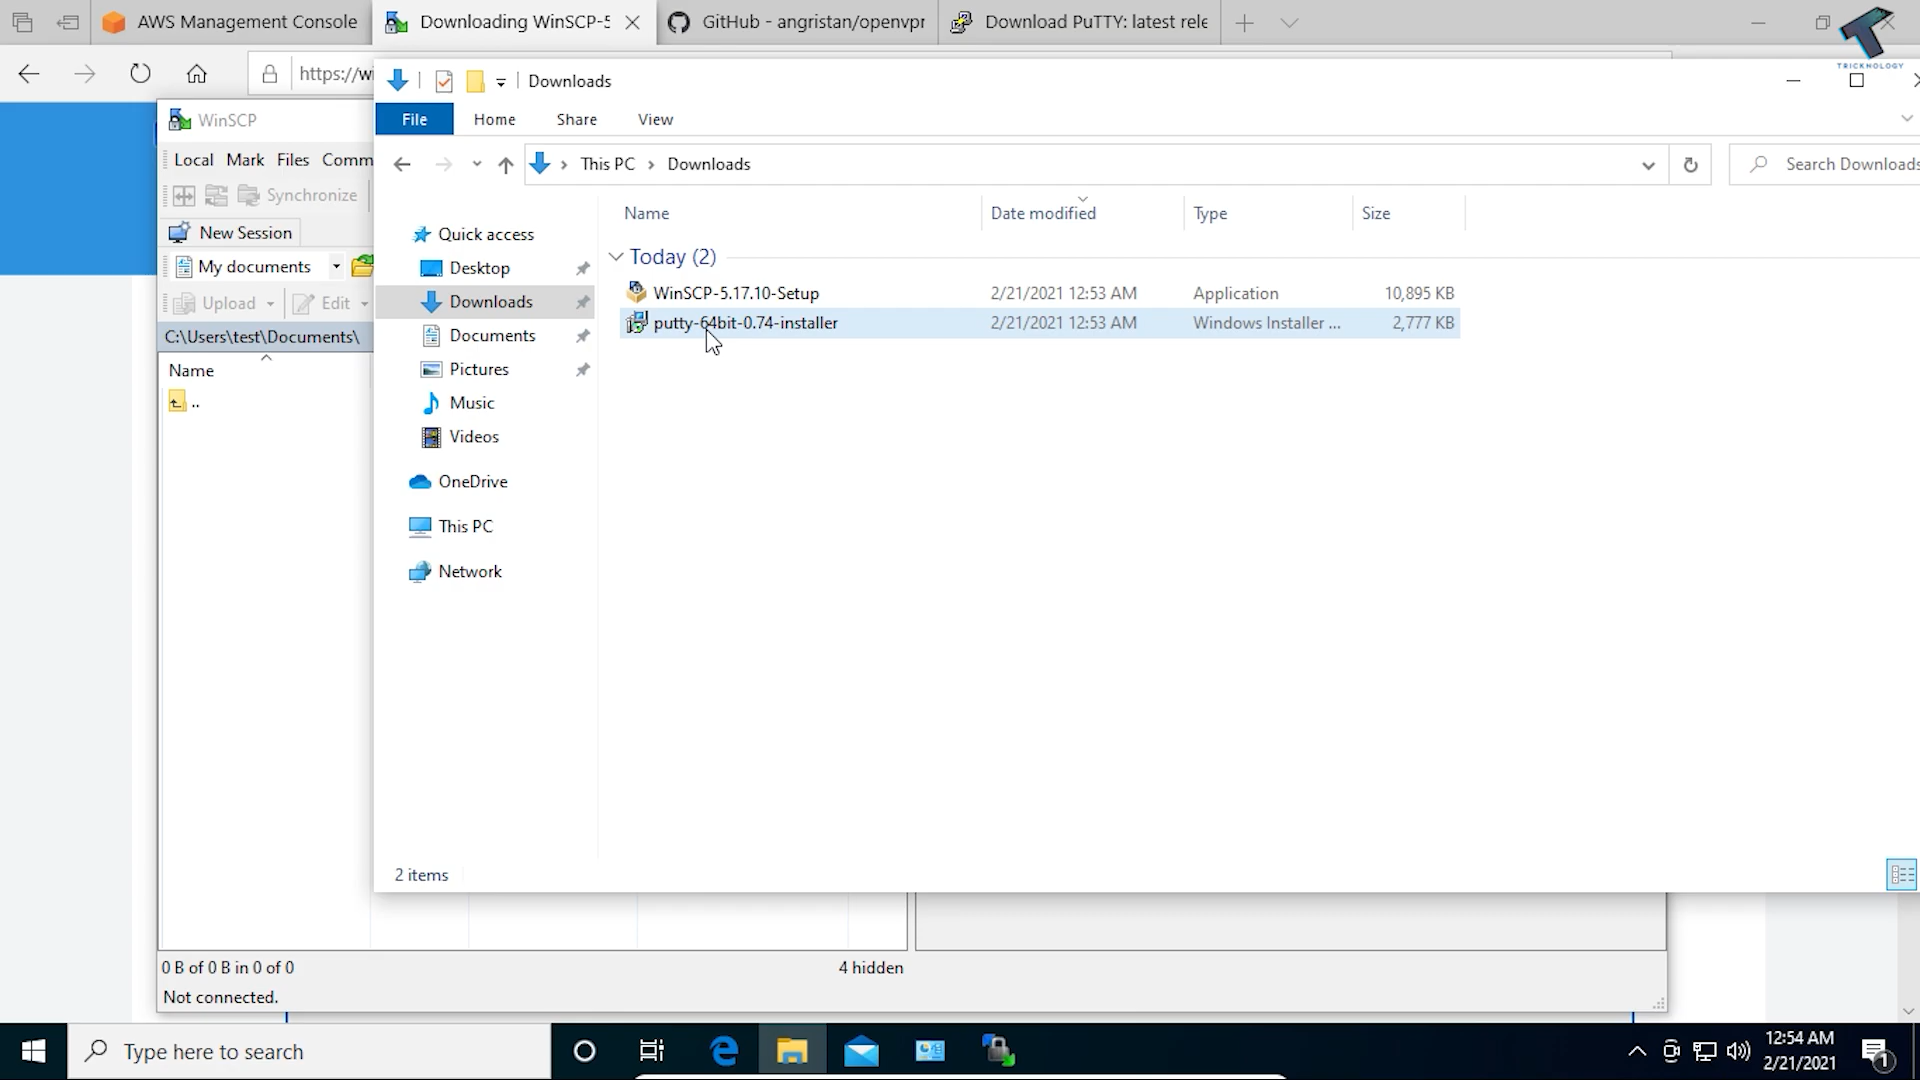 AWS Management Console
Downloading WinSCP-5
GitHub - angristan/openvpr
Download PuTTY: latest rele
TRICKNOLOGY
https://wi
Downloads
WinSCP
File
Home
Share
View
Local
Mark
Files
Comm
This PC
Downloads
Search Downloads
Synchronize
Name
Date modified
Type
Size
New Session
Quick access
Today (2)
My documents
Desktop
WinSCP-5.17.10-Setup
2/21/2021 12:53 AM
Application
10,895 KB
Upload
Edit
Downloads
putty-64bit-0.74-installer
2/21/2021 12:53 AM
Windows Installer ...
2,777 KB
C:\Users\test\Documents\
Documents
Name
Pictures
..
Music
Videos
OneDrive
This PC
Network
2 items
0 B of 0 B in 0 of 0
4 hidden
Not connected.
Type here to search
12:54 AM
2/21/2021
1